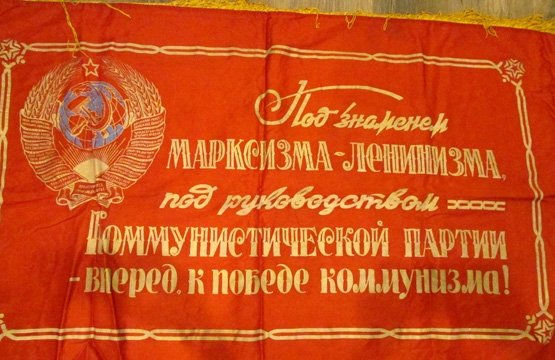 Под знаменем
МАРКСИЗМА-ЛЕНИНИЗМА,
под руководством
КОММУНИСТИЧЕСКОЙ ПАРТИИ
- ВПЕРЕД, К ПОБЕДЕ КОММУНИЗМА!